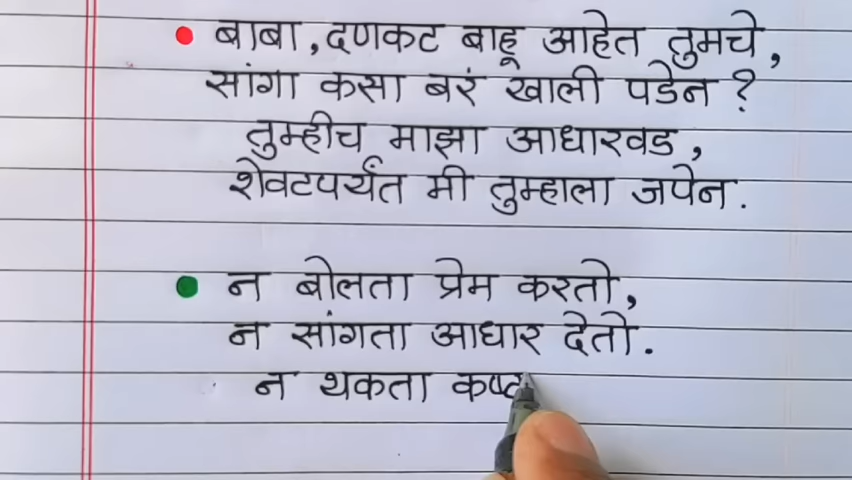 बाबा, दणकट बाहू आहेत तुमचे,
सांगा कसा बरं खाली पडेन ?
तुम्हीच माझा आधारवड,
शेवटपर्यंत मी तुम्हाला जपेन.
न बोलता प्रेम करतो,
न सांगता आधार देतो.
न थकता